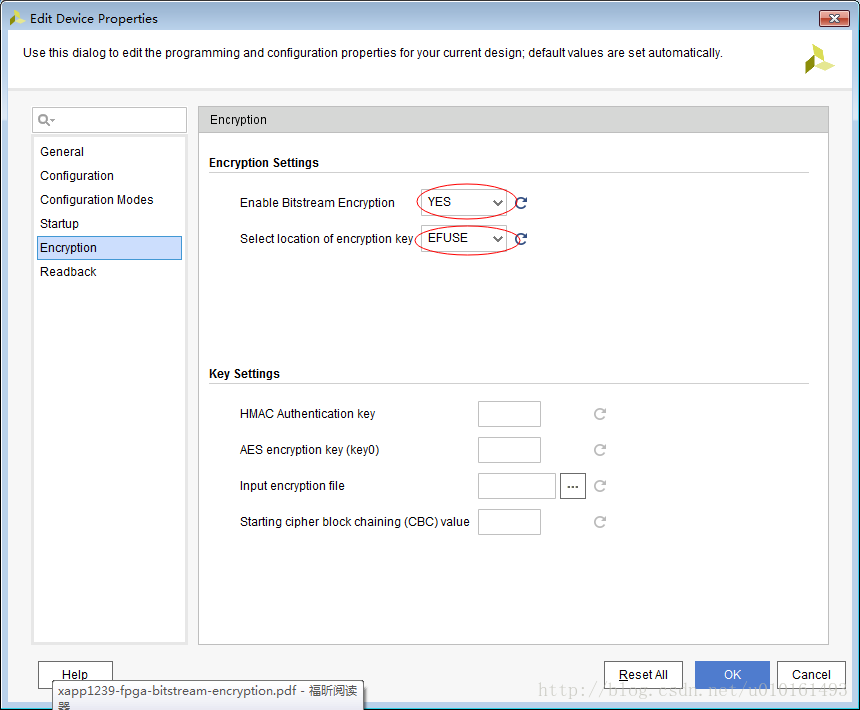 Edit Device Properties
Use this dialog to edit the programming and configuration properties for your current design; default values are set automatically.
General
Configuration
Configuration Modes
Startup
Encryption
Readback
Encryption
Encryption Settings
Enable Bitstream Encryption YES
Select location of encryption key EFUSE
Key Settings
HMAC Authentication key
AES encryption key (key0)
Input encryption file ...
Starting cipher block chaining (CBC) value
Help Reset All OK Cancel
xapp1239-fpga-bitstream-encryption.pdf - 福昕阅读
器
http://blog.csdn.net/u010161493